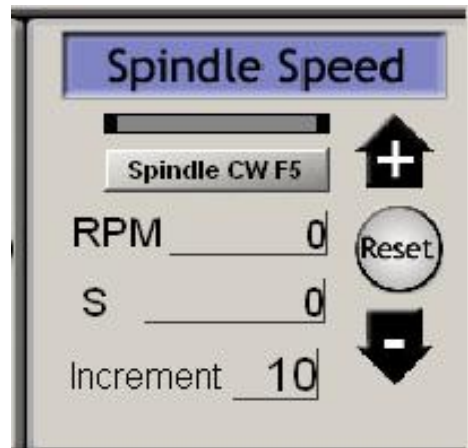 Spindle Speed
Spindle CW F5
+
RPM 0
Reset
S 0
-
Increment 10